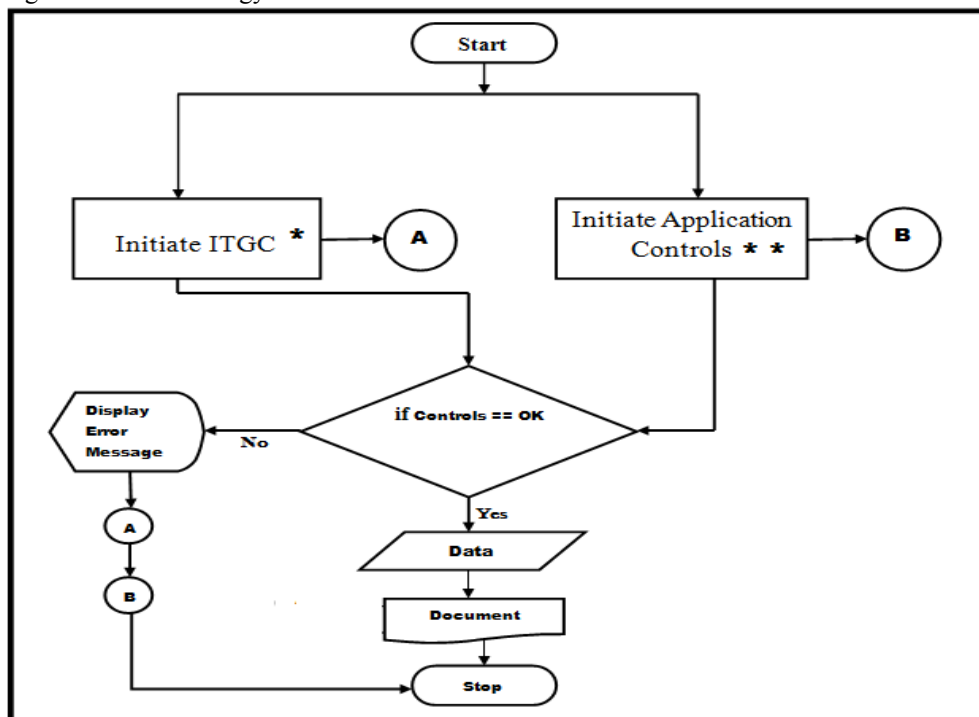 Start
Initiate ITGC *
A
Initiate Application
Controls * *
B
if Controls == OK
Display
Error
Message
No
Yes
A
Data
B
Document
Stop